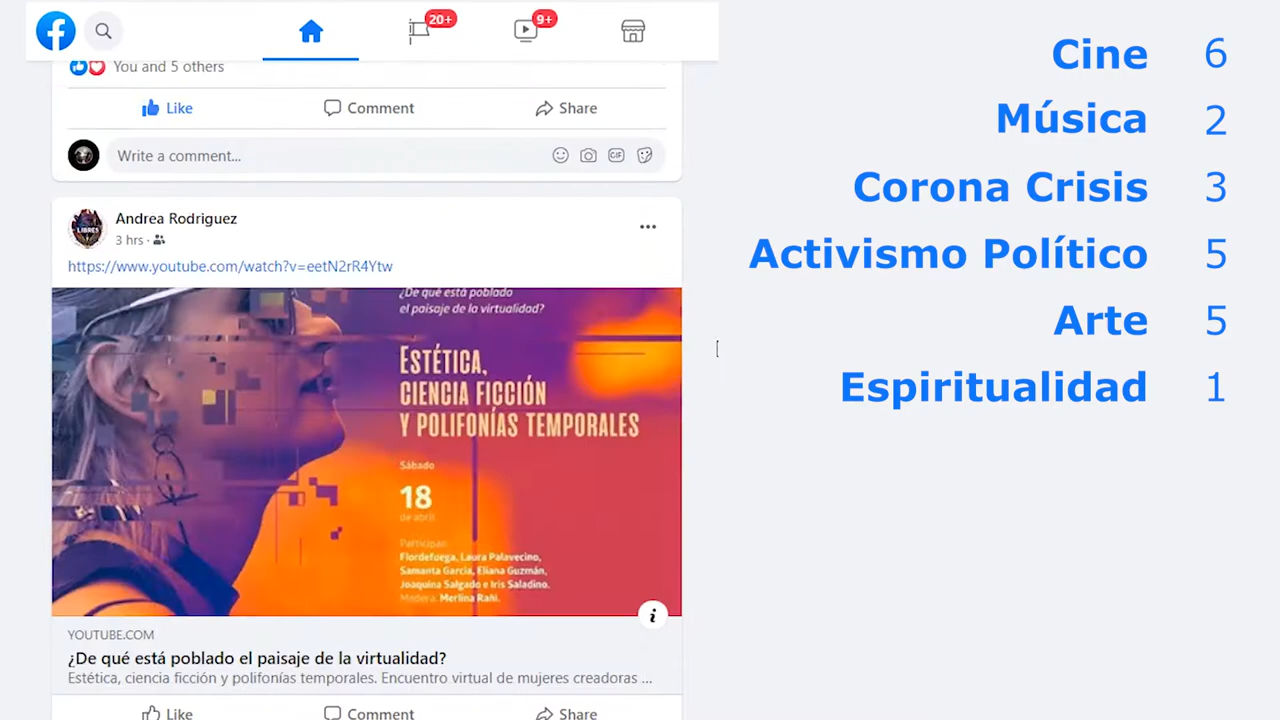 20+
9+
You and 5 others
Like
Comment
Share
Write a comment...
GIF
LIBRES
Andrea Rodriguez
3 hrs ·
https://www.youtube.com/watch?v=eetN2rR4Ytw
¿De qué está poblado
el paisaje de la virtualidad?
ESTÉTICA,
CIENCIA FICCIÓN
Y POLIFONÍAS TEMPORALES
Sábado
18
de abril
Participan:
Flordefuega, Laura Palavecino,
Samanta Garcia, Eliana Guzmán,
Joaquina Salgado e Iris Saladino.
Modera: Merlina Rañi.
YOUTUBE.COM
¿De qué está poblado el paisaje de la virtualidad?
Estética, ciencia ficción y polifonías temporales. Encuentro virtual de mujeres creadoras ...
Like
Comment
Share
Cine 6
Música 2
Corona Crisis 3
Activismo Político 5
Arte 5
Espiritualidad 1